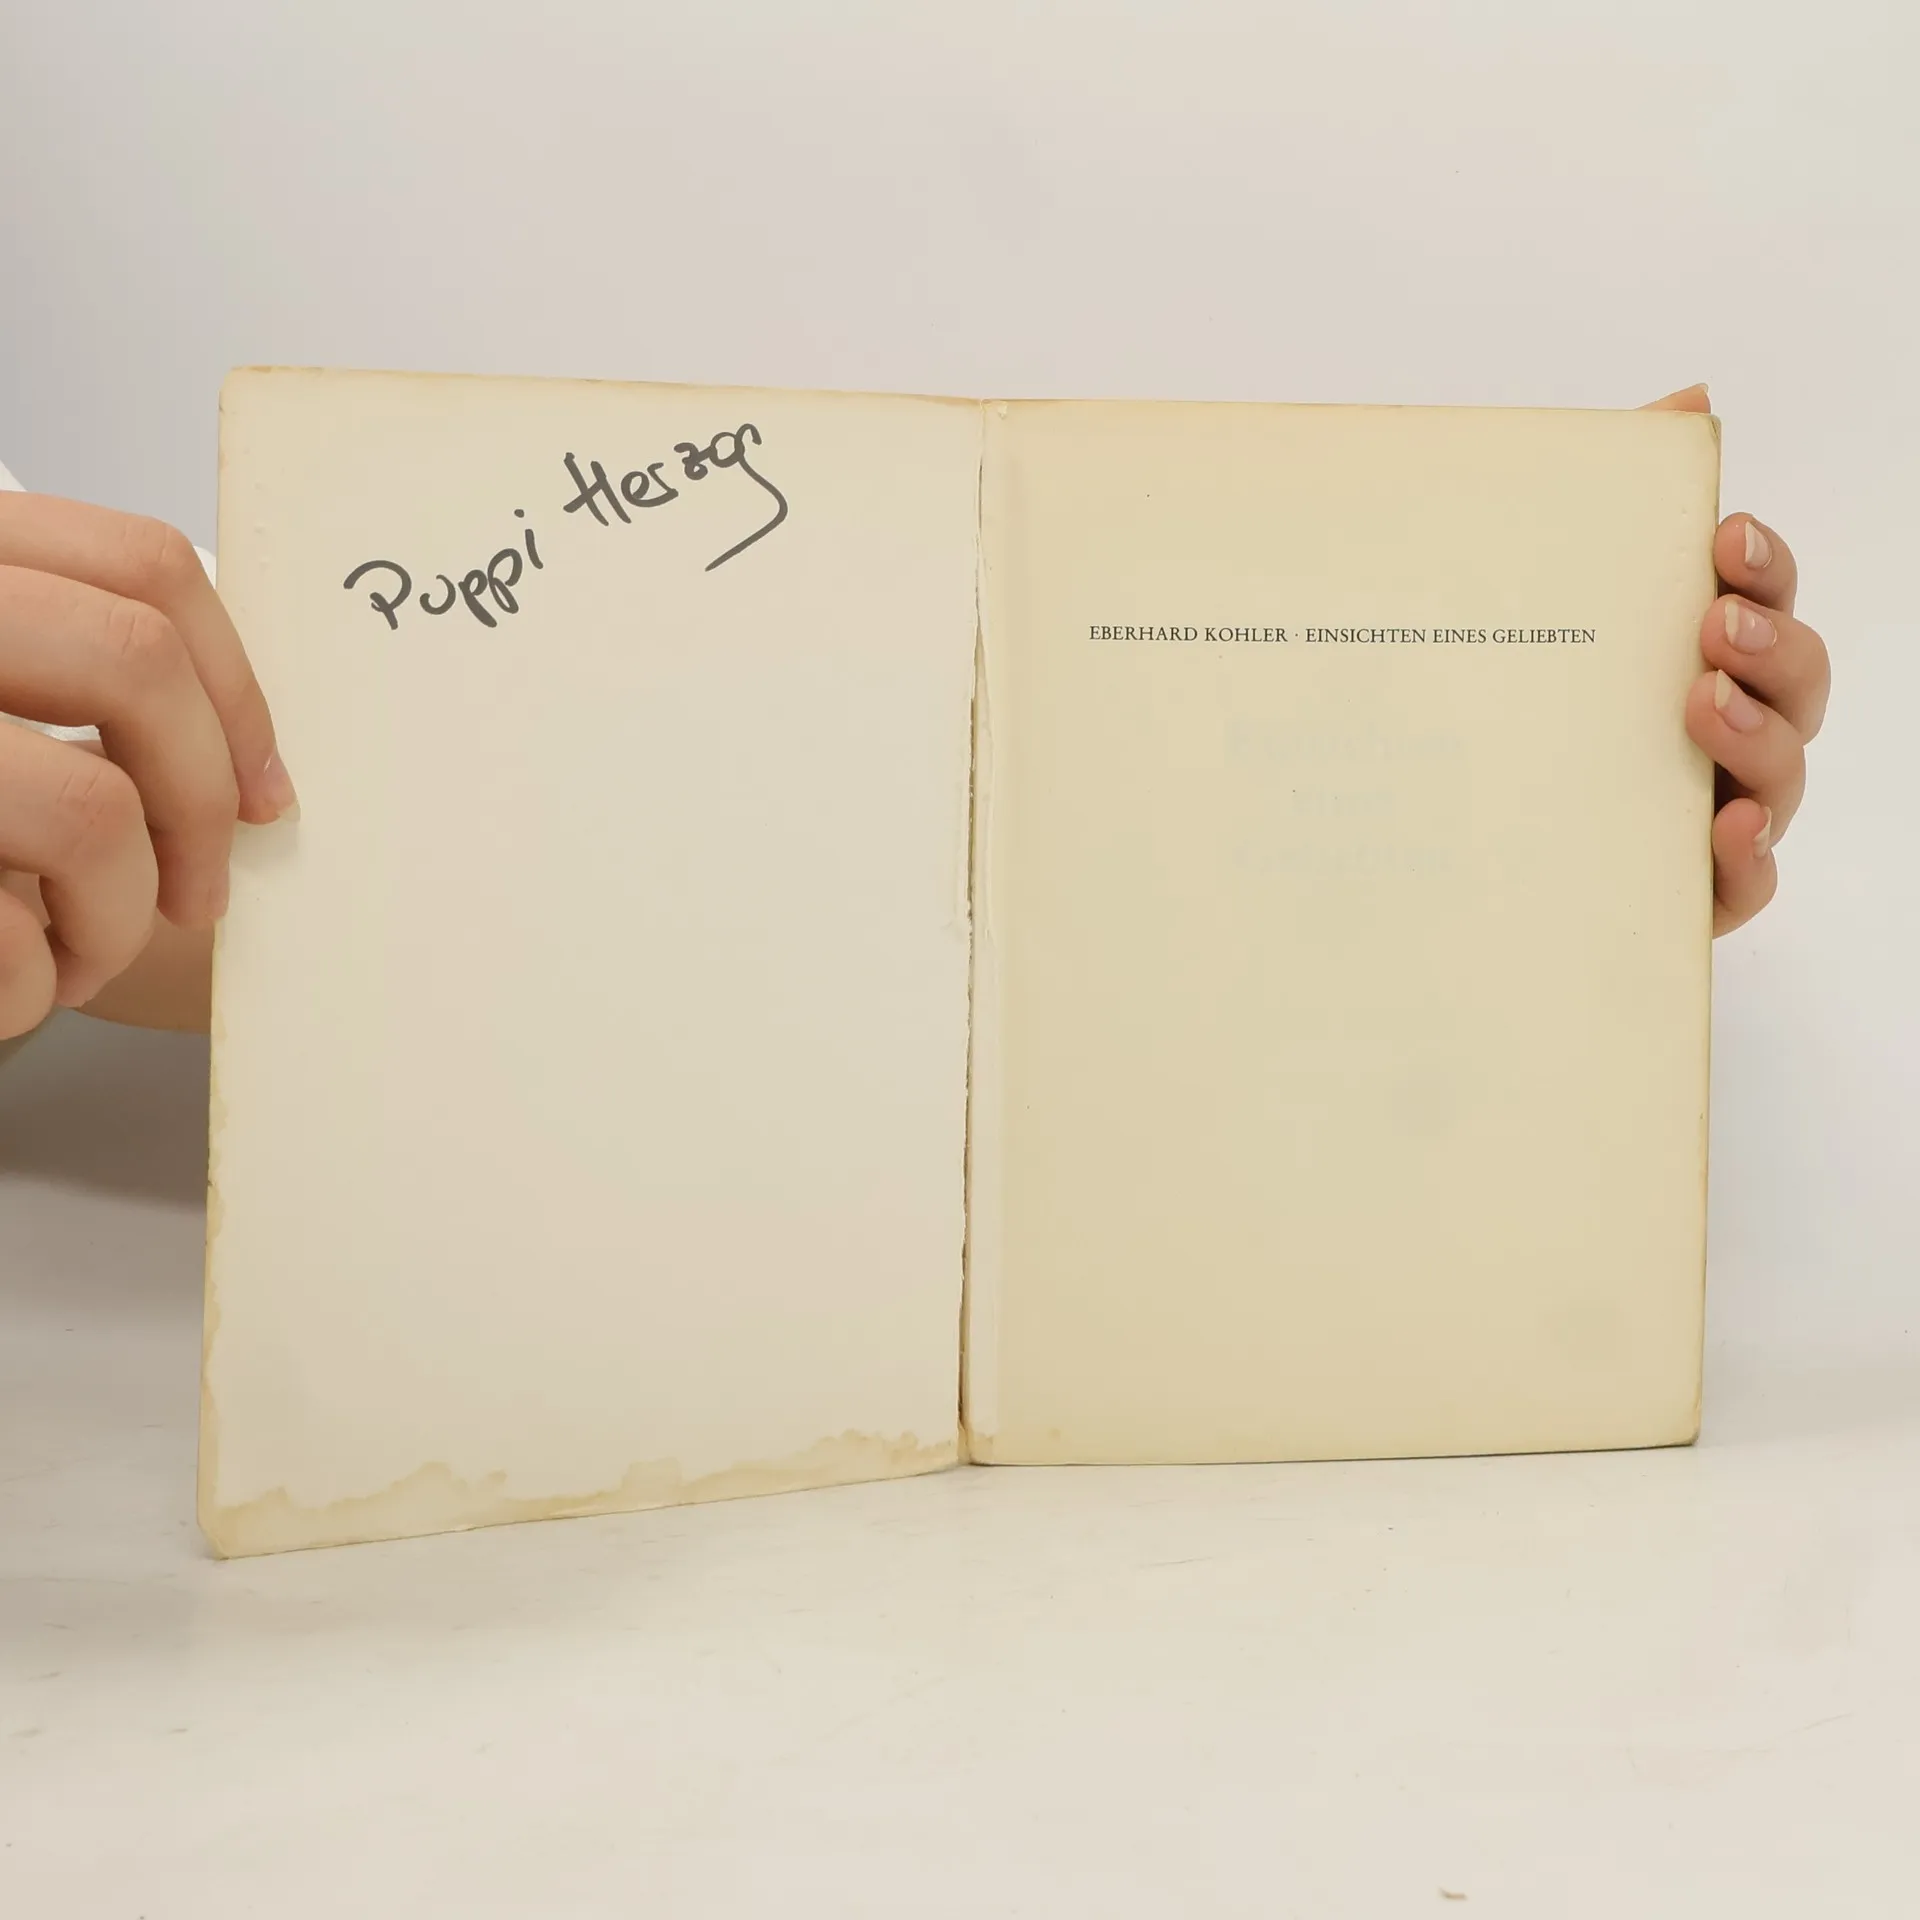 Puppi Herzog
EBERHARD KOHLER · EINSICHTEN EINES GELIEBTEN